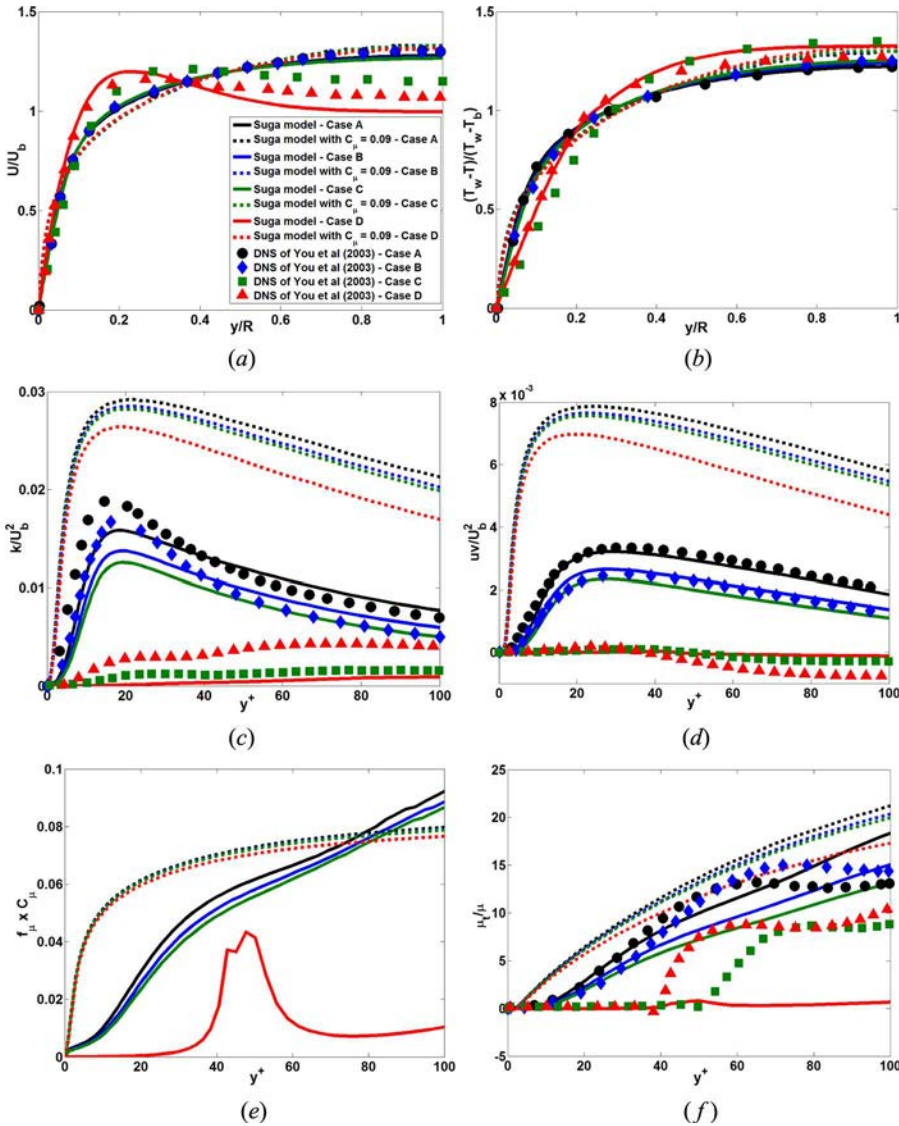 1.5
1
0.5
0
U/U_b
0 0.2 0.4 0.6 0.8 1
y/R
Suga model - Case A
Suga model with C_μ = 0.09 - Case A
Suga model - Case B
Suga model with C_μ = 0.09 - Case B
Suga model - Case C
Suga model with C_μ = 0.09 - Case C
Suga model - Case D
Suga model with C_μ = 0.09 - Case D
DNS of You et al (2003) - Case A
DNS of You et al (2003) - Case B
DNS of You et al (2003) - Case C
DNS of You et al (2003) - Case D
(a)
1.5
1
0.5
0
(T_w-T)/(T_w-T_b)
0 0.2 0.4 0.6 0.8 1
y/R
(b)
0.03
0.02
0.01
0
k/U_b^2
0 20 40 60 80 100
y^+
(c)
8 x 10^-3
6
4
2
0
uv/U_b^2
0 20 40 60 80 100
y^+
(d)
0.1
0.08
0.06
0.04
0.02
0
f_μ x C_μ
0 20 40 60 80 100
y^+
(e)
25
20
15
10
5
0
-5
μ_t/μ
0 20 40 60 80 100
y^+
(f)